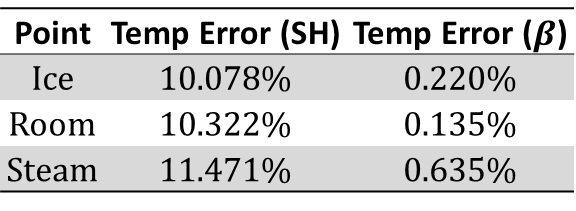 Point Temp Error (SH) Temp Error (β)
Ice 10.078% 0.220%
Room 10.322% 0.135%
Steam 11.471% 0.635%